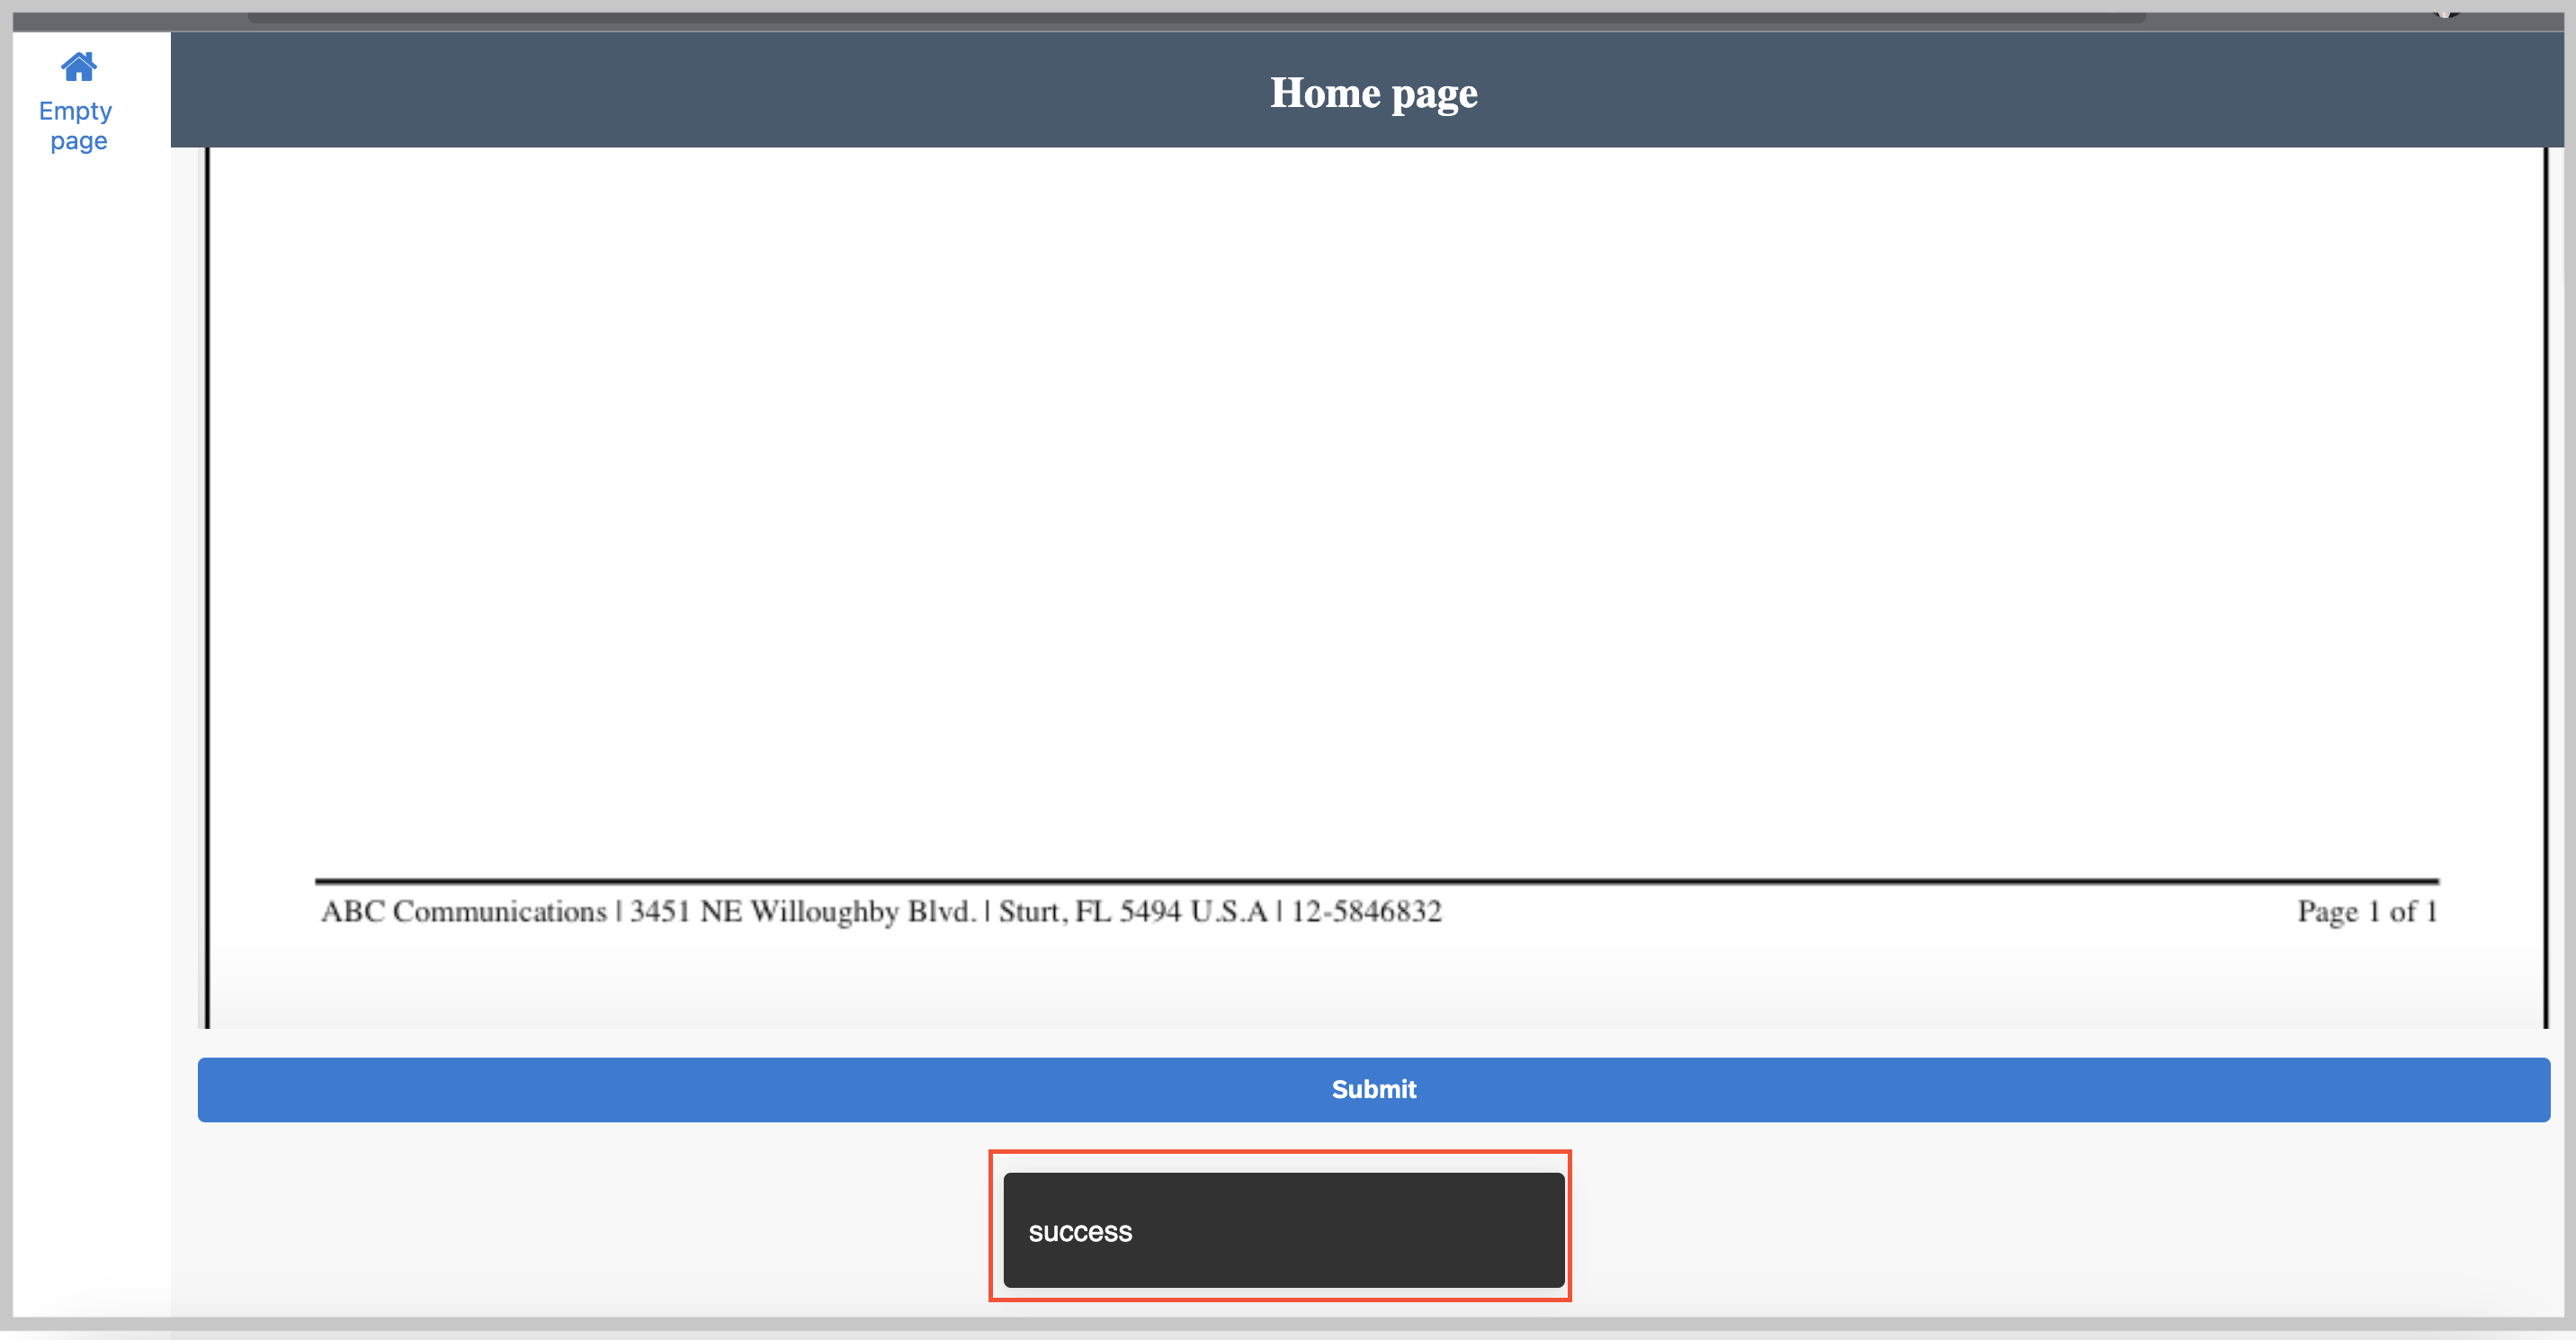 Empty
page
Home page
ABC Communications | 3451 NE Willoughby Blvd. | Sturt, FL 5494 U.S.A | 12-5846832
Page 1 of 1
Submit
success